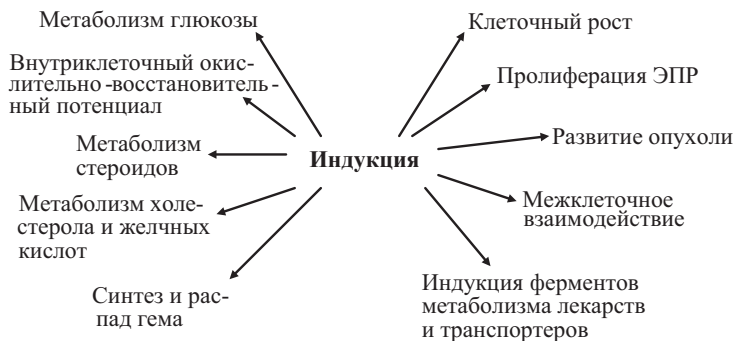 Метаболизм глюкозы
Внутриклеточный окис-
лительно-восстановитель-
ный потенциал
Метаболизм
стероидов
Метаболизм холе-
стерола и желчных
кислот
Синтез и рас-
пад гема
Индукция
Клеточный рост
Пролиферация ЭПР
Развитие опухоли
Межклеточное
взаимодействие
Индукция ферментов
метаболизма лекарств
и транспортеров